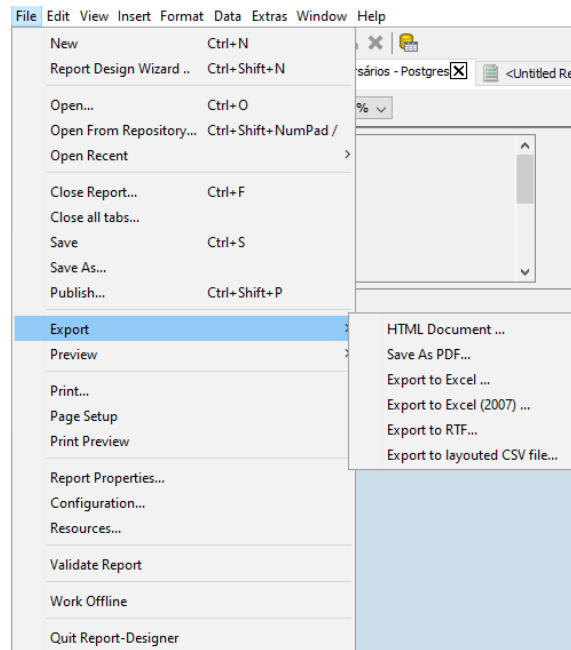 File Edit View Insert Format Data Extras Window Help
New Ctrl+N
Report Design Wizard .. Ctrl+Shift+N
sários - Postgres
<Untitled Re
Open... Ctrl+O
% 
Open From Repository... Ctrl+Shift+NumPad /
Open Recent
Close Report... Ctrl+F
Close all tabs...
Save Ctrl+S
Save As...
Publish... Ctrl+Shift+P
Export
HTML Document ...
Preview
Save As PDF...
Export to Excel ...
Print...
Export to Excel (2007) ...
Page Setup
Export to RTF...
Print Preview
Export to layouted CSV file...
Report Properties...
Configuration...
Resources...
Validate Report
Work Offline
Quit Report-Designer